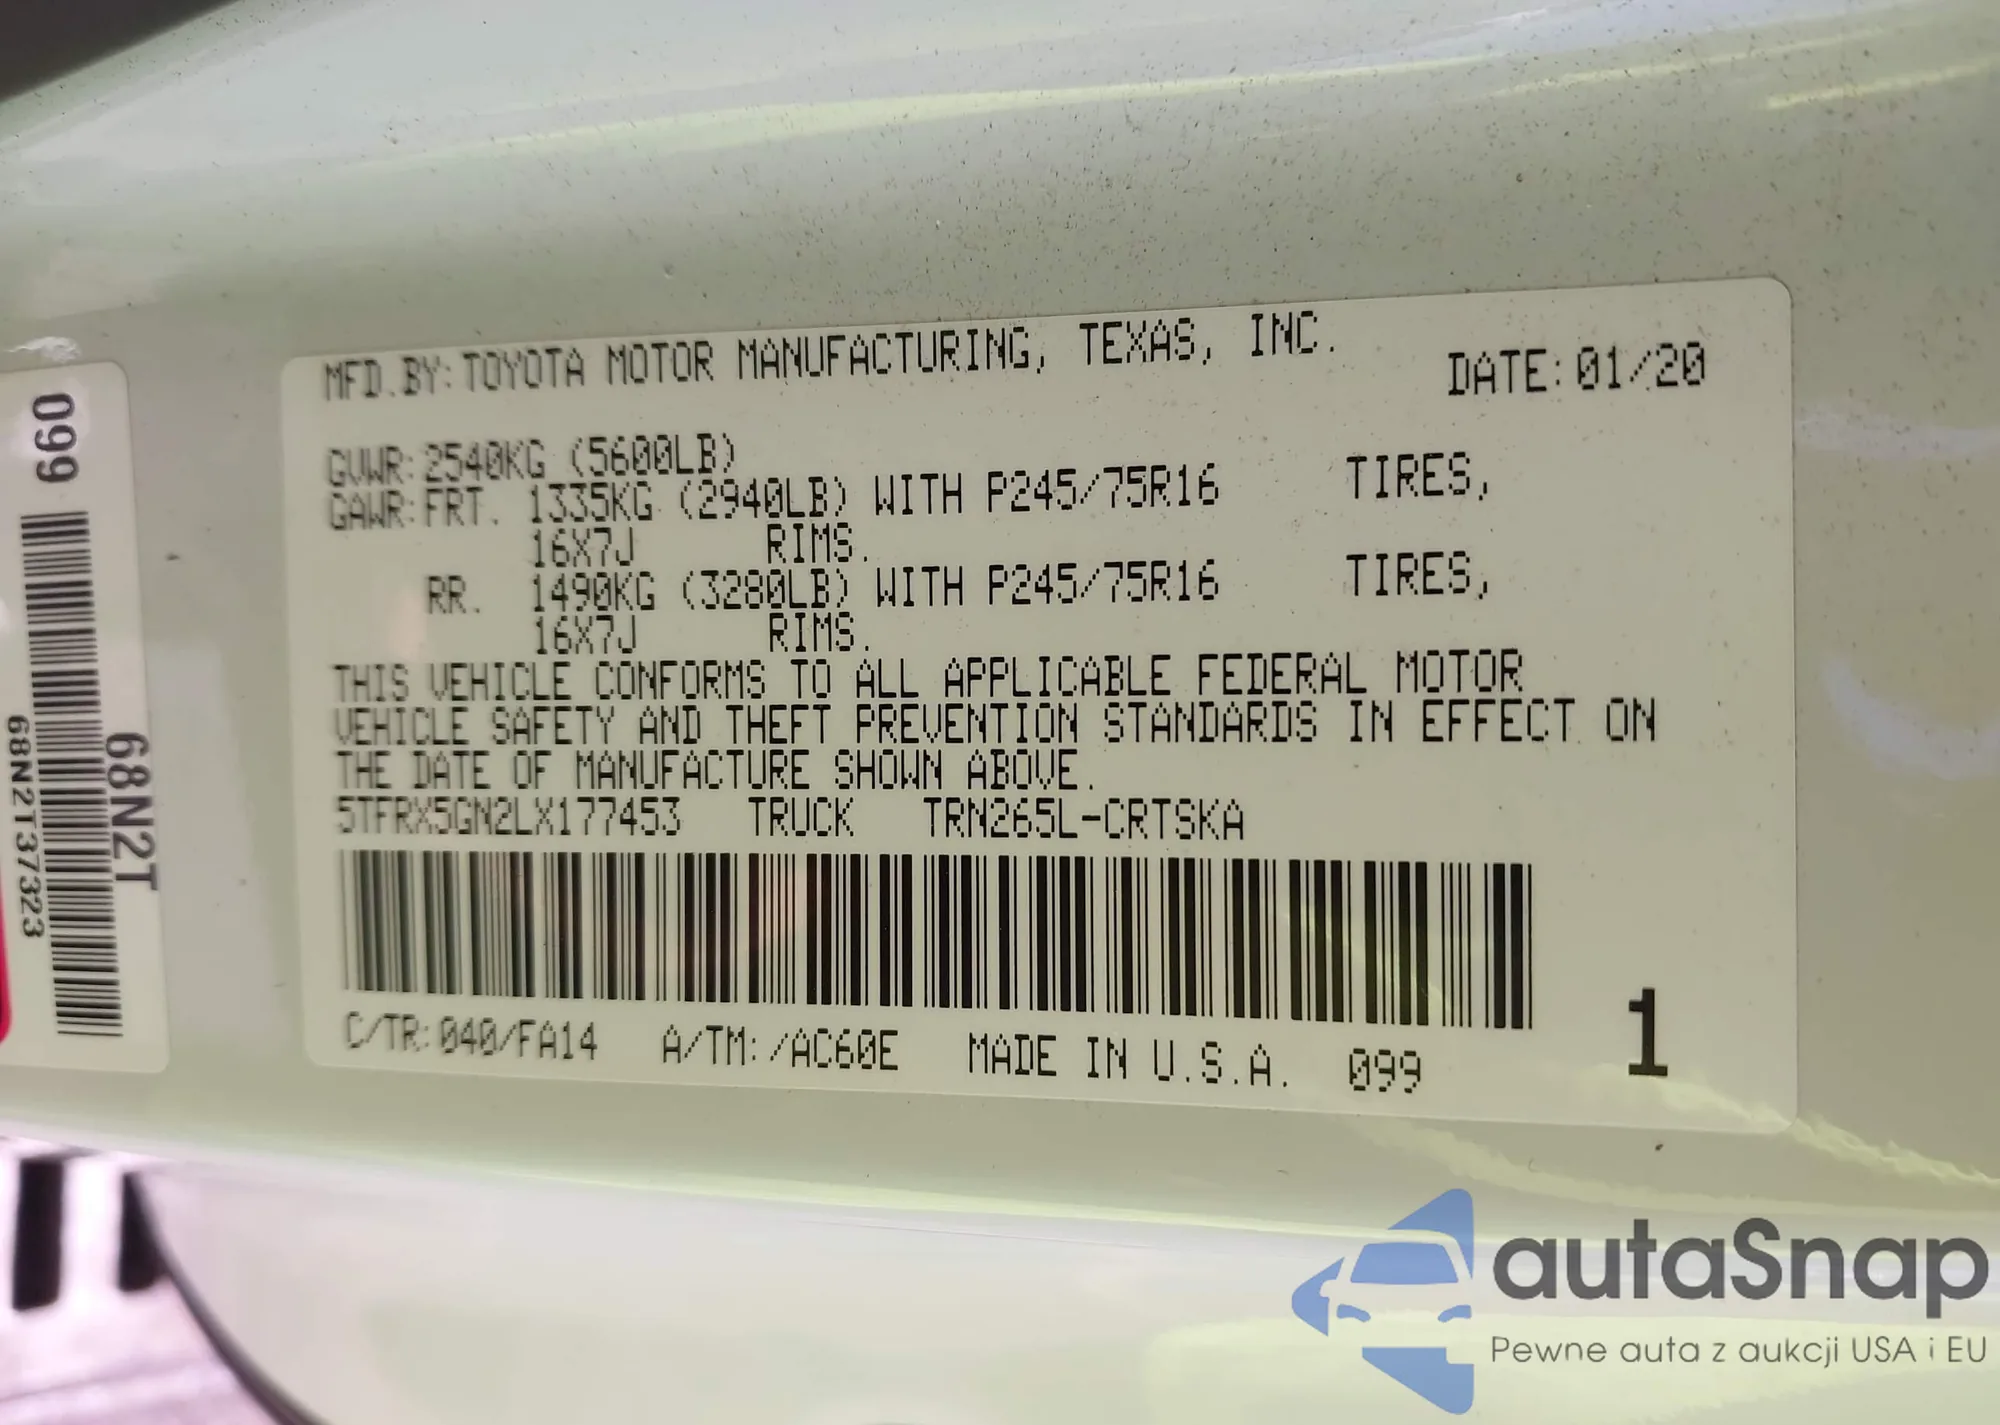 MFD.BY:TOYOTA MOTOR MANUFACTURING, TEXAS, INC. DATE:01/20
GVWR:2540KG (5600LB)
GAWR:FRT. 1335KG (2940LB) WITH P245/75R16 TIRES,
16X7J RIMS.
RR. 1490KG (3280LB) WITH P245/75R16 TIRES,
16X7J RIMS.
THIS VEHICLE CONFORMS TO ALL APPLICABLE FEDERAL MOTOR
VEHICLE SAFETY AND THEFT PREVENTION STANDARDS IN EFFECT ON
THE DATE OF MANUFACTURE SHOWN ABOVE.
5TFRX5GN2LX177453 TRUCK TRN265L-CRTSKA
C/TR:040/FA14 A/TM:/AC60E MADE IN U.S.A. 099
1
099
68N2T
68N2T37323
autaSnap
Pewne auta z aukcji USA i EU